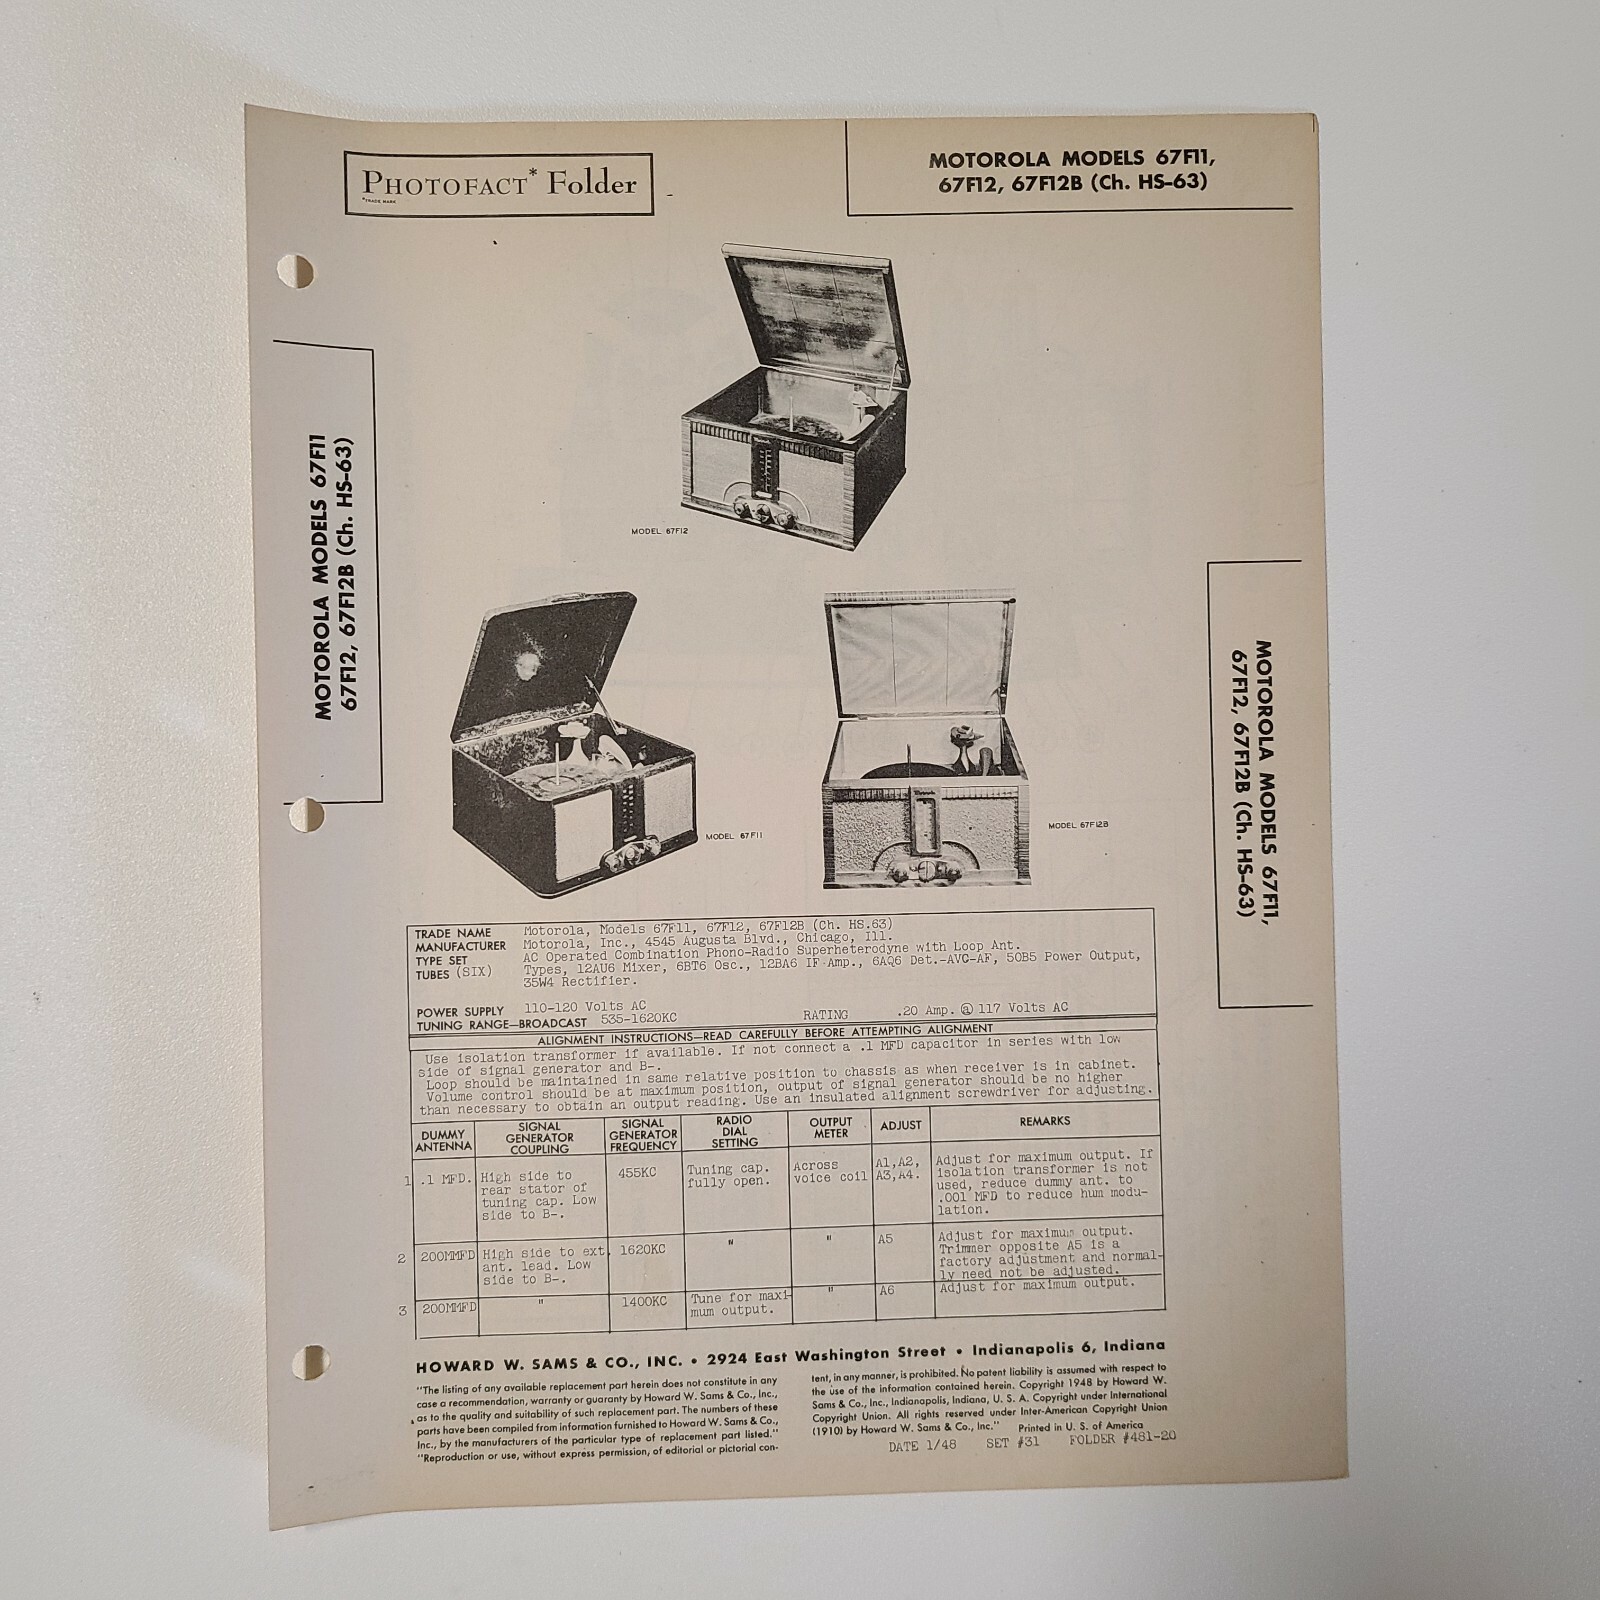 PHOTOFACT* Folder
*TRADE MARK
MOTOROLA MODELS 67F11,
67F12, 67F12B (Ch. HS-63)
MOTOROLA MODELS 67F11
67F12, 67F12B (Ch. HS-63)
MOTOROLA MODELS 67F11,
67F12, 67F12B (Ch. HS-63)
MODEL 67F12
MODEL 67F11
MODEL 67F12B
TRADE NAME Motorola, Models 67F11, 67F12, 67F12B (Ch. HS.63)
MANUFACTURER Motorola, Inc., 4545 Augusta Blvd., Chicago, Ill.
TYPE SET AC Operated Combination Phono-Radio Superheterodyne with Loop Ant.
TUBES (SIX) Types, 12AU6 Mixer, 6BT6 Osc., 12BA6 IF Amp., 6AQ6 Det.-AVC-AF, 50B5 Power Output,
35W4 Rectifier.
POWER SUPPLY 110-120 Volts AC RATING .20 Amp. @ 117 Volts AC
TUNING RANGE—BROADCAST 535-1620KC
ALIGNMENT INSTRUCTIONS—READ CAREFULLY BEFORE ATTEMPTING ALIGNMENT
Use isolation transformer if available. If not connect a .1 MFD capacitor in series with low
side of signal generator and B-.
Loop should be maintained in same relative position to chassis as when receiver is in cabinet.
Volume control should be at maximum position, output of signal generator should be no higher
than necessary to obtain an output reading. Use an insulated alignment screwdriver for adjusting.
DUMMY
ANTENNA
SIGNAL
GENERATOR
COUPLING
SIGNAL
GENERATOR
FREQUENCY
RADIO
DIAL
SETTING
OUTPUT
METER
ADJUST
REMARKS
1 .1 MFD.
High side to
rear stator of
tuning cap. Low
side to B-.
455KC
Tuning cap.
fully open.
Across
voice coil
A1,A2,
A3,A4.
Adjust for maximum output. If
isolation transformer is not
used, reduce dummy ant. to
.001 MFD to reduce hum modu-
lation.
2 200MMFD
High side to ext.
ant. lead. Low
side to B-.
1620KC
"
"
A5
Adjust for maximum output.
Trimmer opposite A5 is a
factory adjustment and normal-
ly need not be adjusted.
3 200MMFD
"
1400KC
Tune for maxi-
mum output.
"
A6
Adjust for maximum output.
HOWARD W. SAMS & CO., INC. • 2924 East Washington Street • Indianapolis 6, Indiana
"The listing of any available replacement part herein does not constitute in any
case a recommendation, warranty or guaranty by Howard W. Sams & Co., Inc.,
as to the quality and suitability of such replacement part. The numbers of these
parts have been compiled from information furnished to Howard W. Sams & Co.,
Inc., by the manufacturers of the particular type of replacement part listed."
"Reproduction or use, without express permission, of editorial or pictorial con-
tent, in any manner, is prohibited. No patent liability is assumed with respect to
the use of the information contained herein. Copyright 1948 by Howard W.
Sams & Co., Inc., Indianapolis, Indiana, U. S. A. Copyright under International
Copyright Union. All rights reserved under Inter-American Copyright Union
(1910) by Howard W. Sams & Co., Inc." Printed in U. S. of America
DATE 1/48 SET #31 FOLDER #481-20